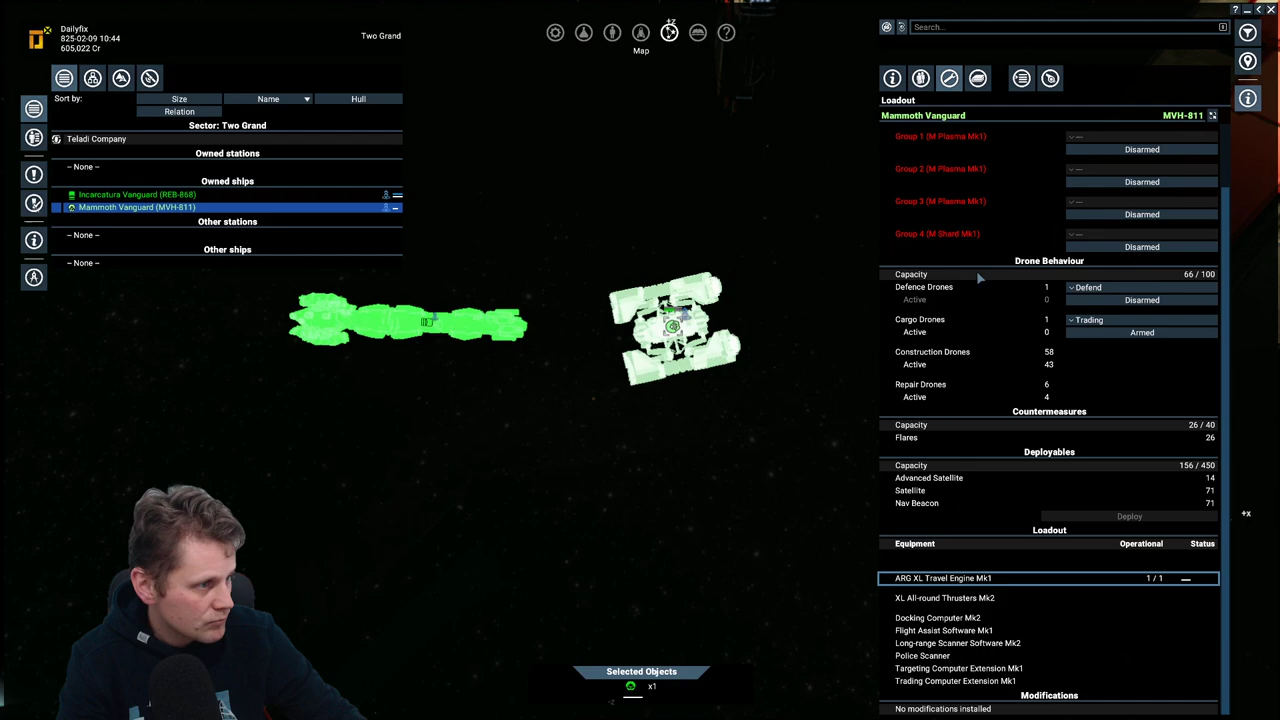 Dailyfix
825-02-09 10:44
605,022 Cr
Two Grand
Map
Search...
Sort by:
Size
Name
Hull
Relation
Sector: Two Grand
Teladi Company
Owned stations
-- None --
Owned ships
Incarcatura Vanguard (REB-868)
Mammoth Vanguard (MVH-811)
Other stations
-- None --
Other ships
-- None --
Loadout
Mammoth Vanguard MVH-811
Group 1 (M Plasma Mk1) ---
Disarmed
Group 2 (M Plasma Mk1) ---
Disarmed
Group 3 (M Plasma Mk1) ---
Disarmed
Group 4 (M Shard Mk1) ---
Disarmed
Drone Behaviour
Capacity 66 / 100
Defence Drones 1 Defend
Active 0 Disarmed
Cargo Drones 1 Trading
Active 0 Armed
Construction Drones 58
Active 43
Repair Drones 6
Active 4
Countermeasures
Capacity 26 / 40
Flares 26
Deployables
Capacity 156 / 450
Advanced Satellite 14
Satellite 71
Nav Beacon 71
Deploy
Loadout
Equipment Operational Status
ARG XL Travel Engine Mk1 1 / 1 —
XL All-round Thrusters Mk2
Docking Computer Mk2
Flight Assist Software Mk1
Long-range Scanner Software Mk2
Police Scanner
Targeting Computer Extension Mk1
Trading Computer Extension Mk1
Modifications
No modifications installed
Selected Objects
x1
+z
+x
-z